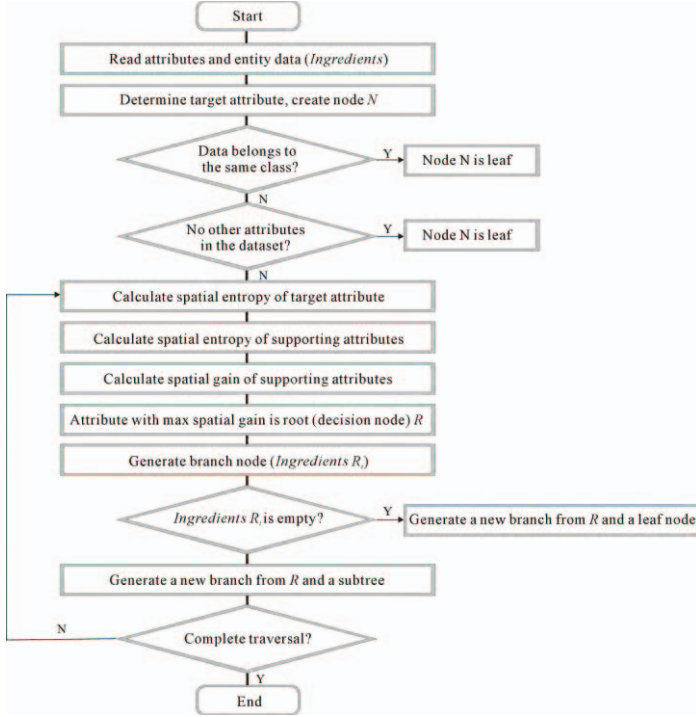 Start
Read attributes and entity data (Ingredients)
Determine target attribute, create node N
Data belongs to
the same class?
Y
Node N is leaf
N
No other attributes
in the dataset?
Y
Node N is leaf
N
Calculate spatial entropy of target attribute
Calculate spatial entropy of supporting attributes
Calculate spatial gain of supporting attributes
Attribute with max spatial gain is root (decision node) R
Generate branch node (Ingredients Ri)
Ingredients Ri is empty?
Y
Generate a new branch from R and a leaf node
Generate a new branch from R and a subtree
N
Complete traversal?
Y
End